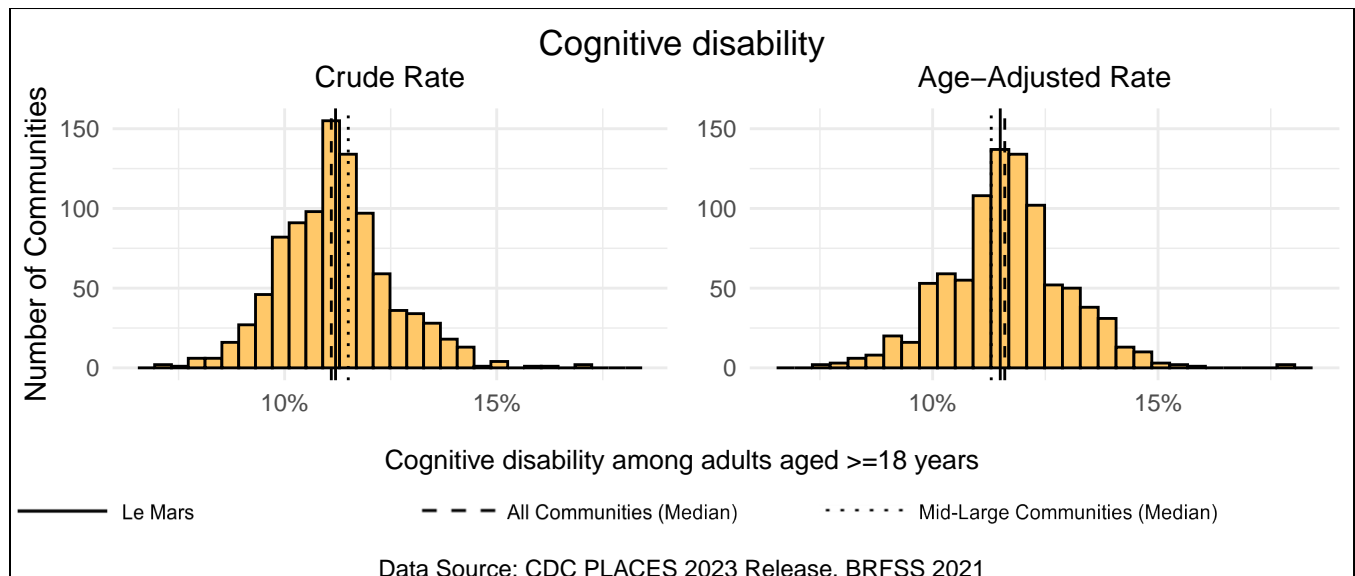 Cognitive disability
Crude Rate
Age−Adjusted Rate
Number of Communities
150
100
50
0
10%
15%
150
100
50
0
10%
15%
Cognitive disability among adults aged >=18 years
Le Mars
All Communities (Median)
Mid-Large Communities (Median)
Data Source: CDC PLACES 2023 Release, BRFSS 2021